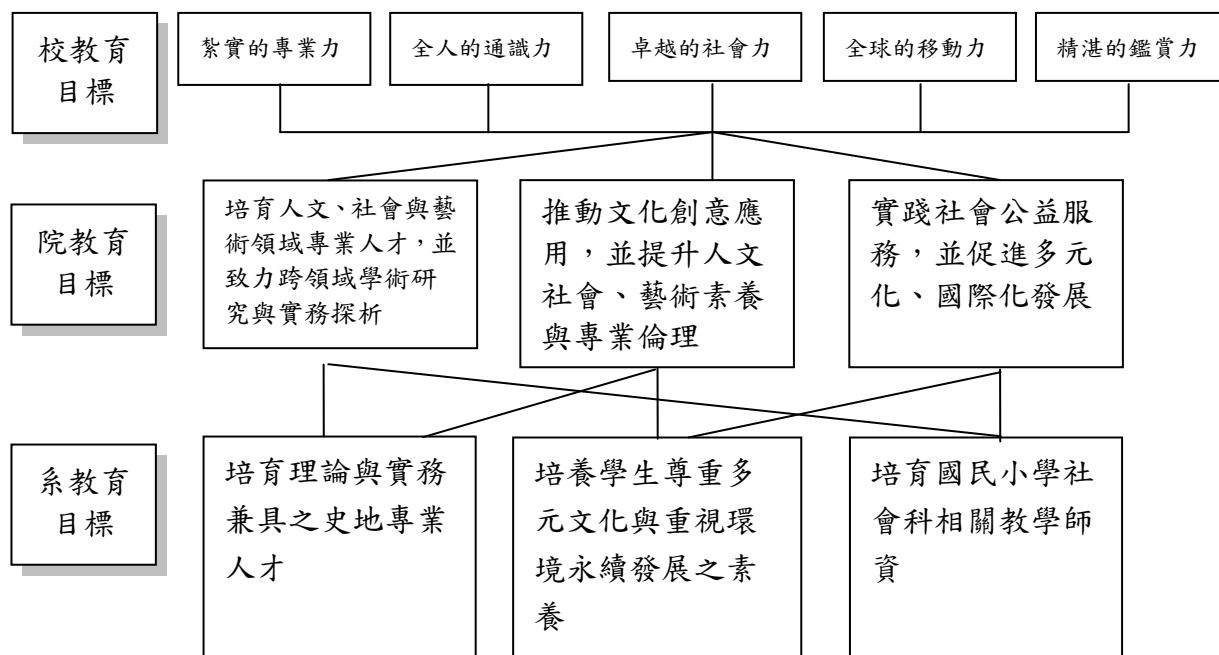 校教育
目標
紮實的專業力
全人的通識力
卓越的社會力
全球的移動力
精湛的鑑賞力
院教育
目標
培育人文、社會與藝
術領域專業人才，並
致力跨領域學術研
究與實務探析
推動文化創意應
用，並提升人文
社會、藝術素養
與專業倫理
實踐社會公益服
務，並促進多元
化、國際化發展
系教育
目標
培育理論與實務
兼具之史地專業
人才
培養學生尊重多
元文化與重視環
境永續發展之素
養
培育國民小學社
會科相關教學師
資